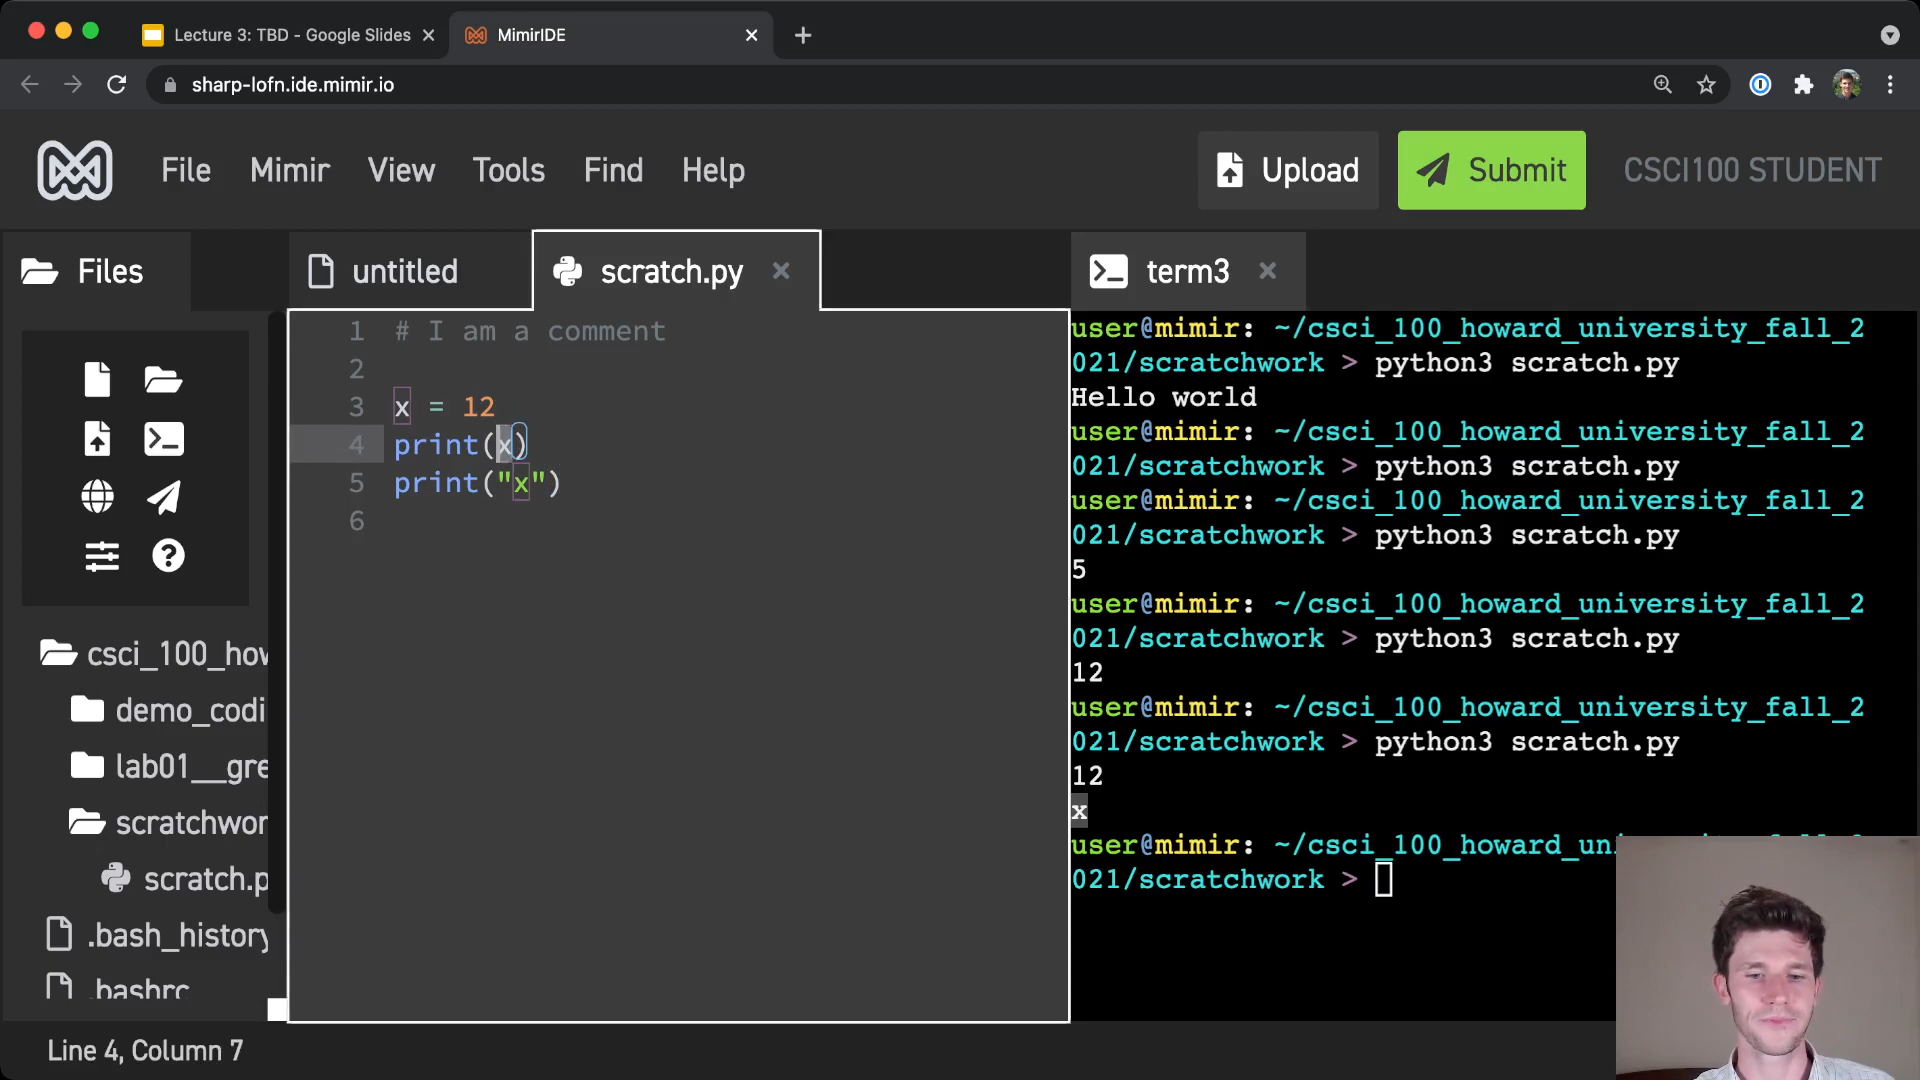 Lecture 3: TBD - Google Slides
MimirIDE
sharp-lofn.ide.mimir.io
File Mimir View Tools Find Help
Upload
Submit
CSCI100 STUDENT
Files
untitled
scratch.py
term3
1 # I am a comment
2
3 x = 12
4 print(x)
5 print("x")
6
csci_100_how
demo_codi
lab01__gre
scratchwor
scratch.p
.bash_history
.bashrc
user@mimir: ~/csci_100_howard_university_fall_2
021/scratchwork > python3 scratch.py
Hello world
user@mimir: ~/csci_100_howard_university_fall_2
021/scratchwork > python3 scratch.py
user@mimir: ~/csci_100_howard_university_fall_2
021/scratchwork > python3 scratch.py
5
user@mimir: ~/csci_100_howard_university_fall_2
021/scratchwork > python3 scratch.py
12
user@mimir: ~/csci_100_howard_university_fall_2
021/scratchwork > python3 scratch.py
12
x
user@mimir: ~/csci_100_howard_uni
021/scratchwork >
Line 4, Column 7